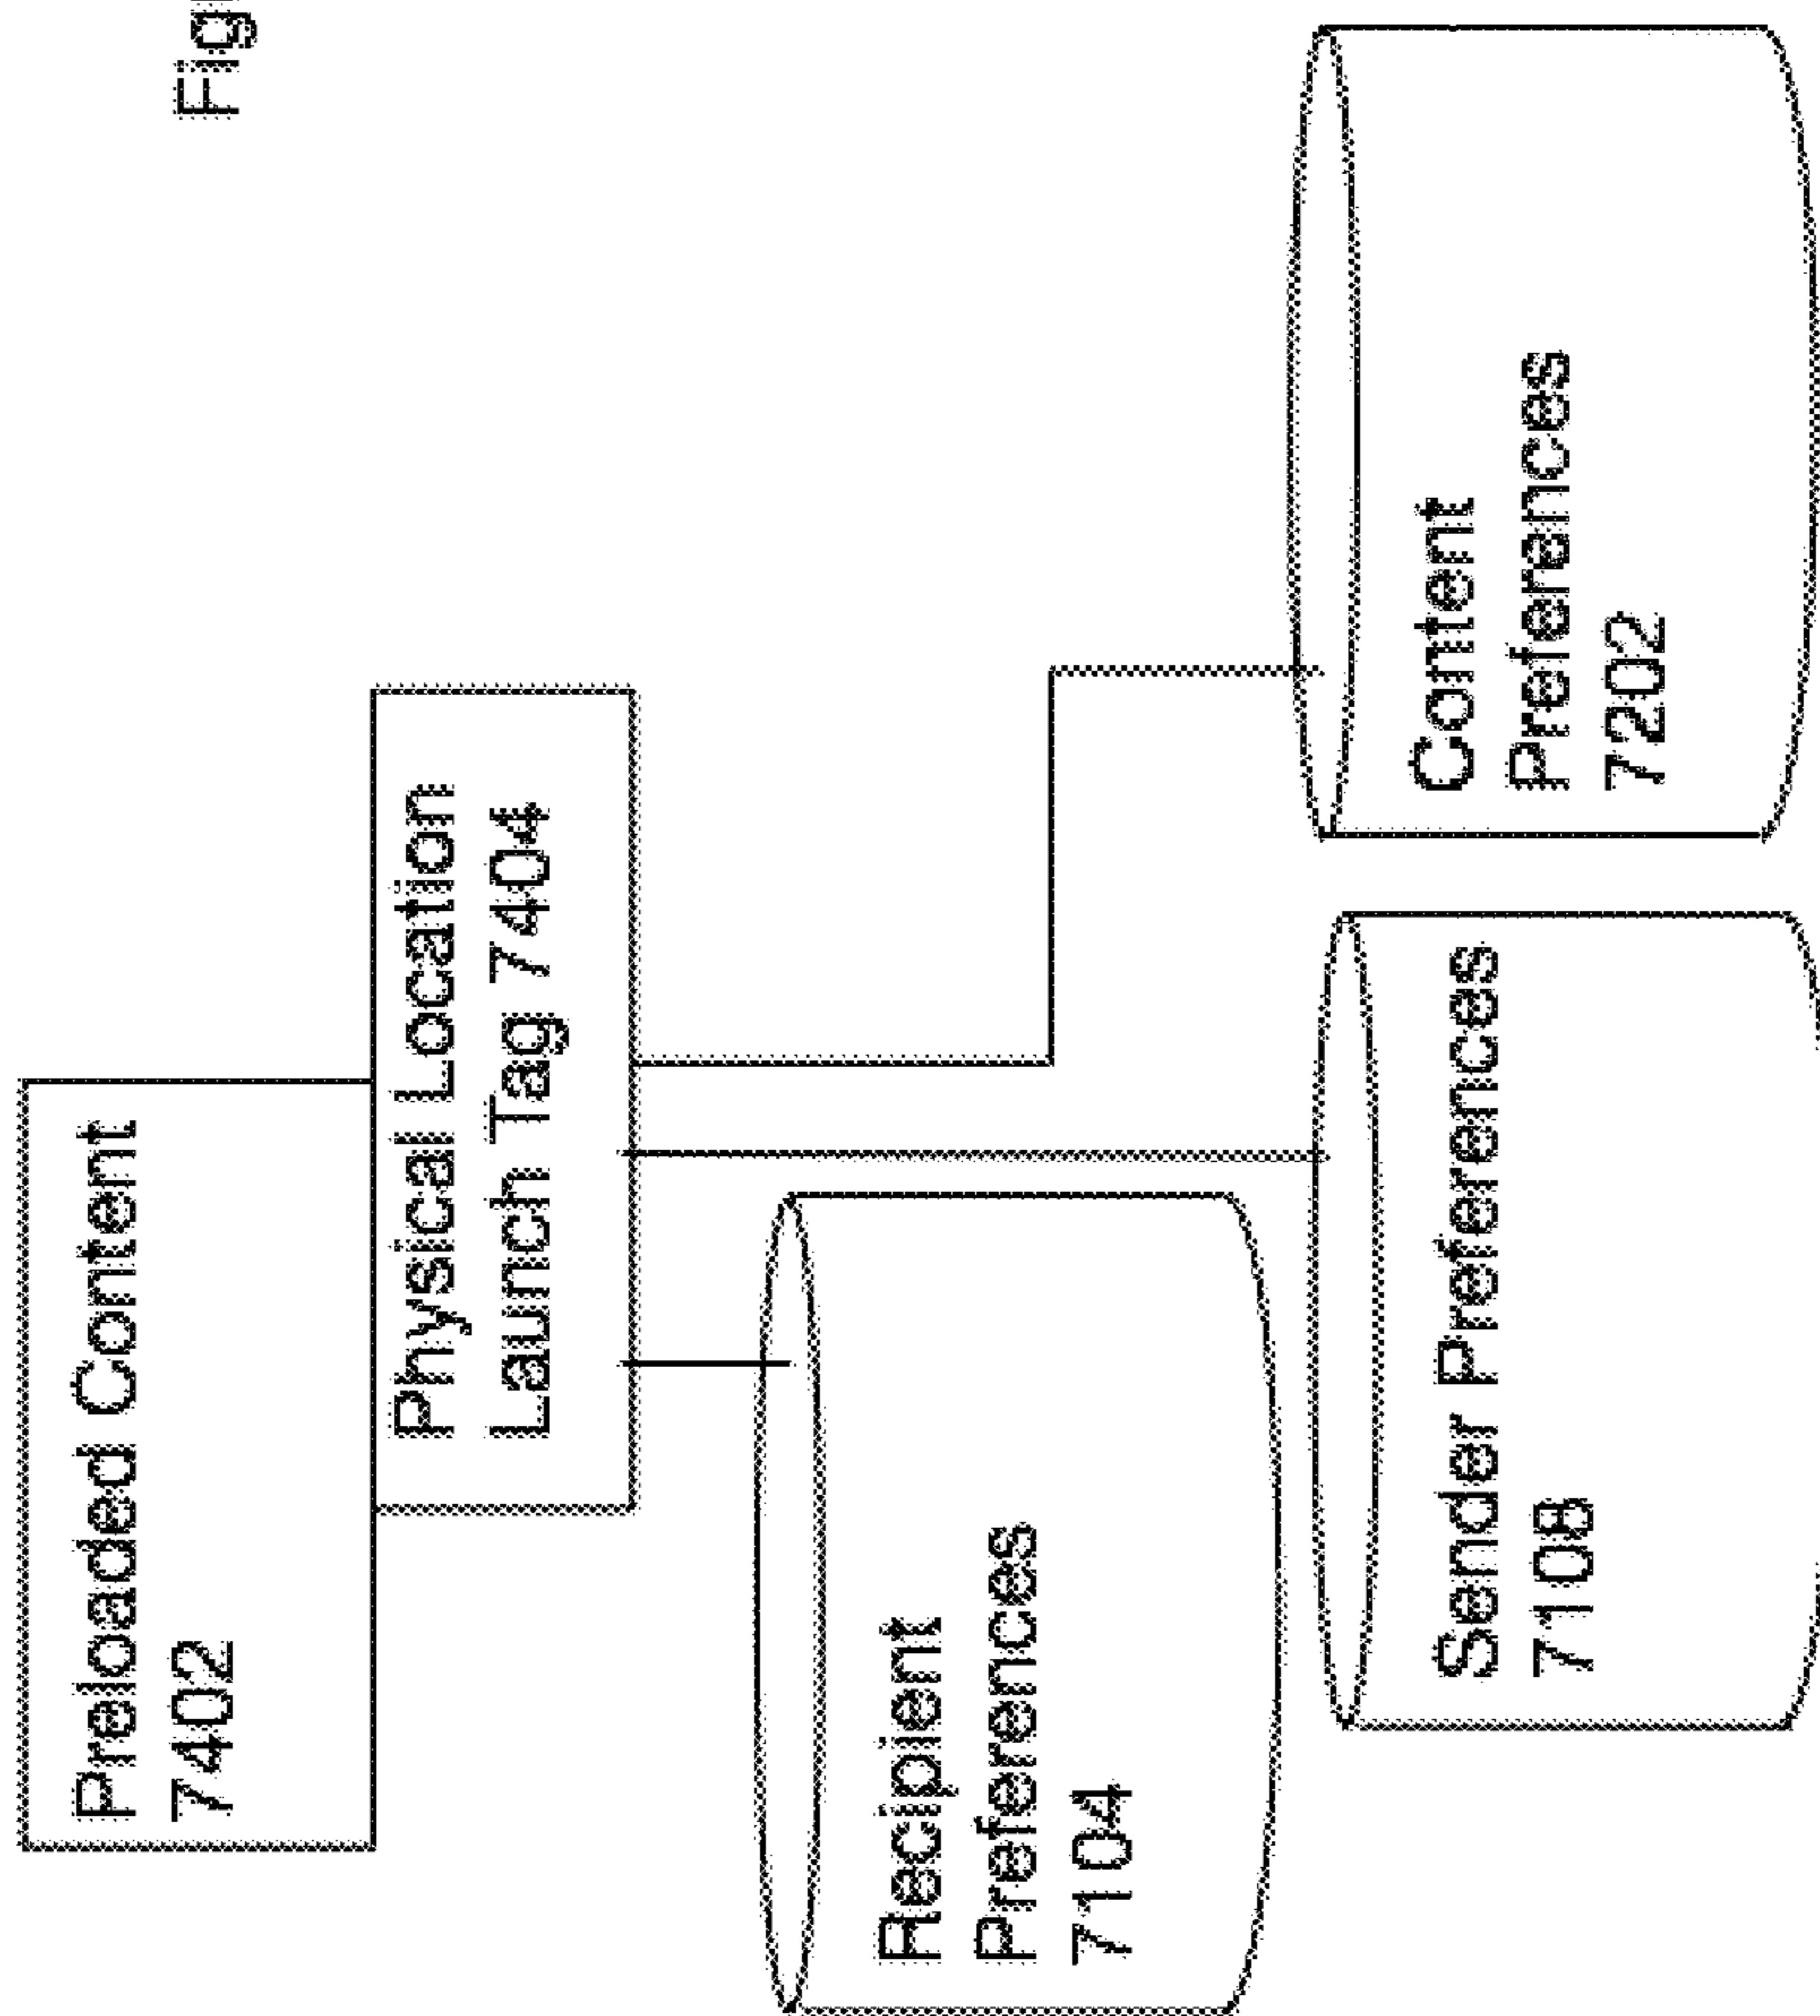 Fig
Preloaded Content
7402
Physical Location
Launch Tag 7404
Recipient
Preferences
7104
Sender Preferences
7108
Content
Preferences
7202